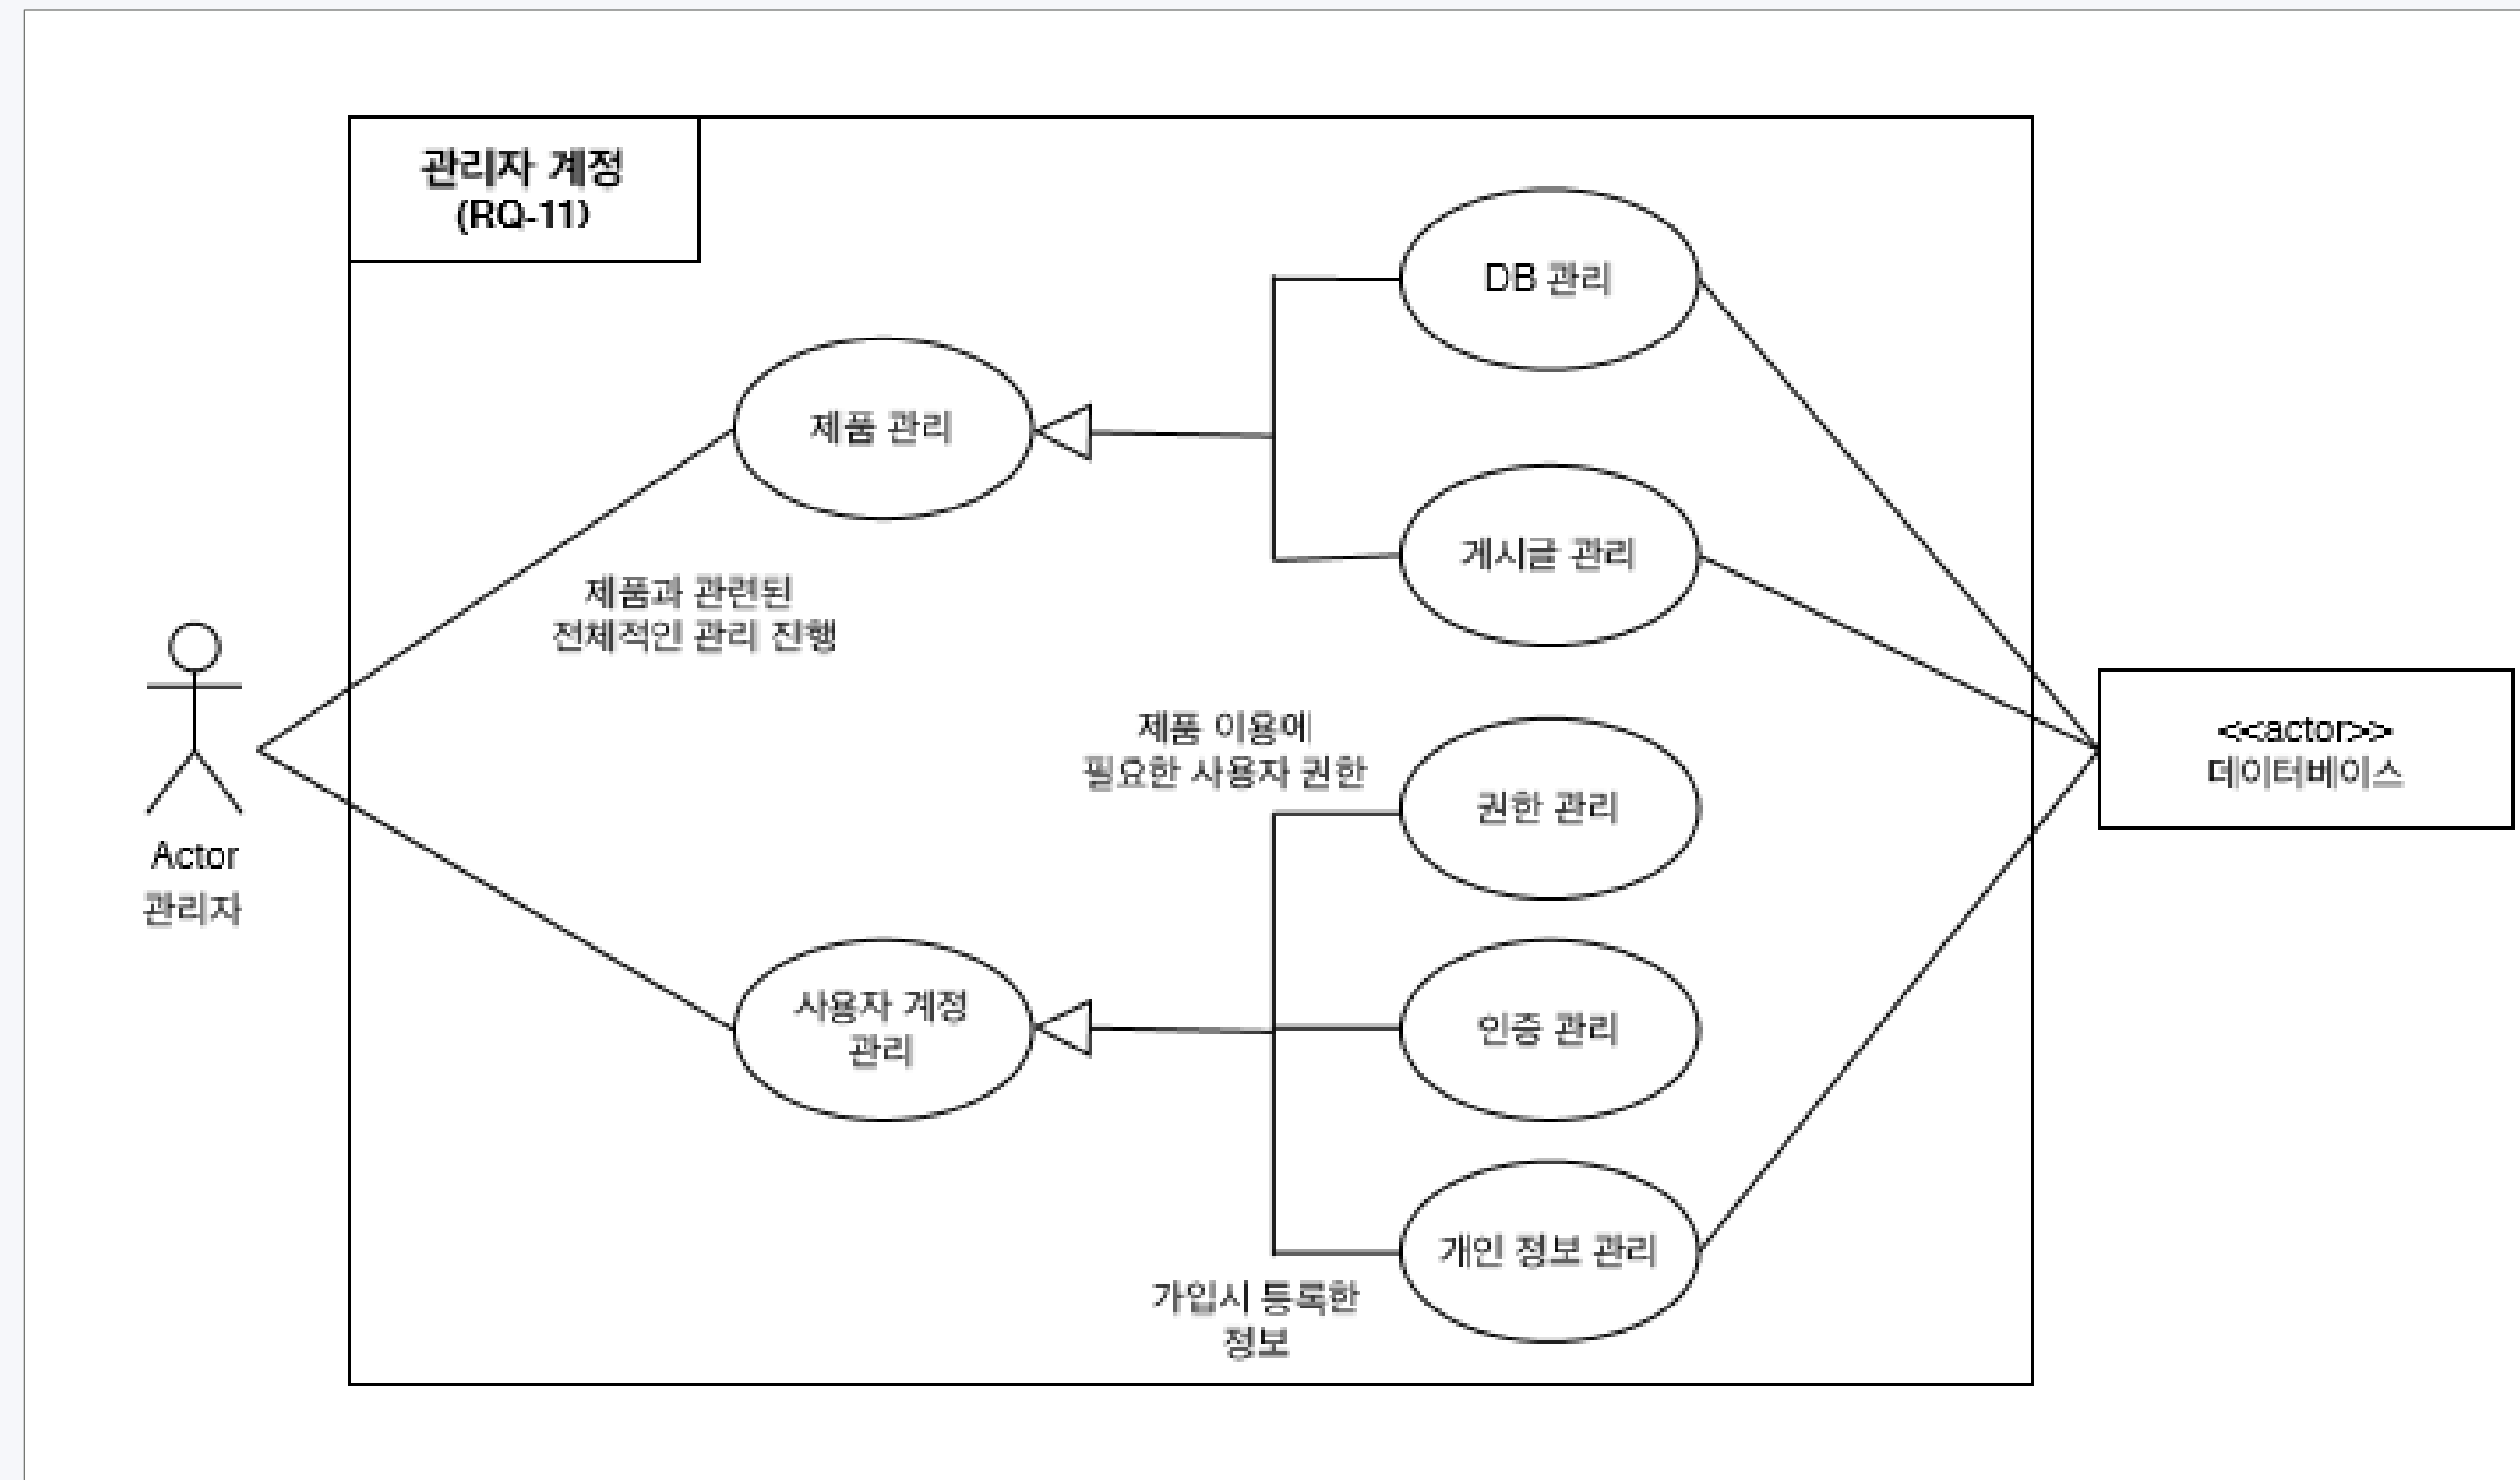 관리자 계정
(RQ-11)
DB 관리
제품 관리
게시글 관리
제품과 관련된
전체적인 관리 진행
제품 이용에
필요한 사용자 권한
권한 관리
<<actor>>
데이터베이스
Actor
관리자
사용자 계정
관리
인증 관리
개인 정보 관리
가입시 등록한
정보